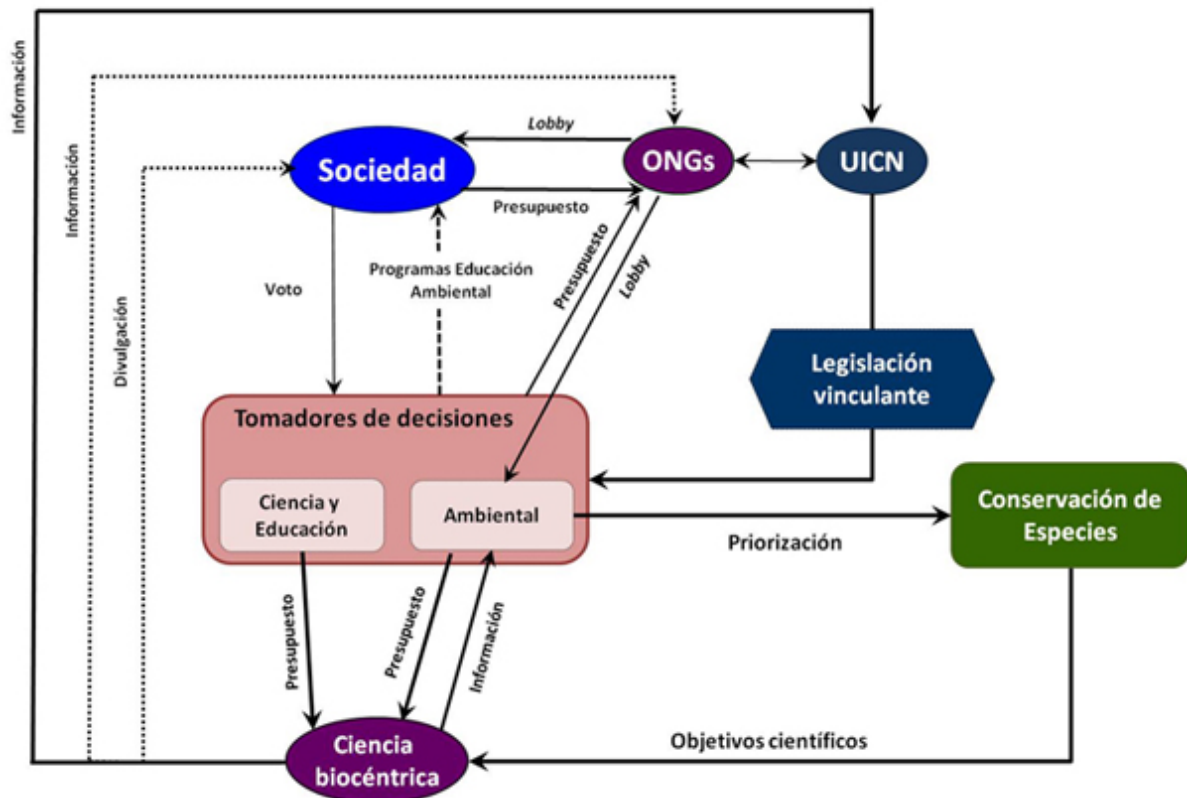 Información
Información
Divulgación
Lobby
Sociedad
ONGs
UICN
Presupuesto
Programas Educación
Ambiental
Voto
Presupuesto
Lobby
Legislación
vinculante
Tomadores de decisiones
Ciencia y
Educación
Ambiental
Priorización
Conservación de
Especies
Presupuesto
Presupuesto
Información
Ciencia
biocéntrica
Objetivos científicos